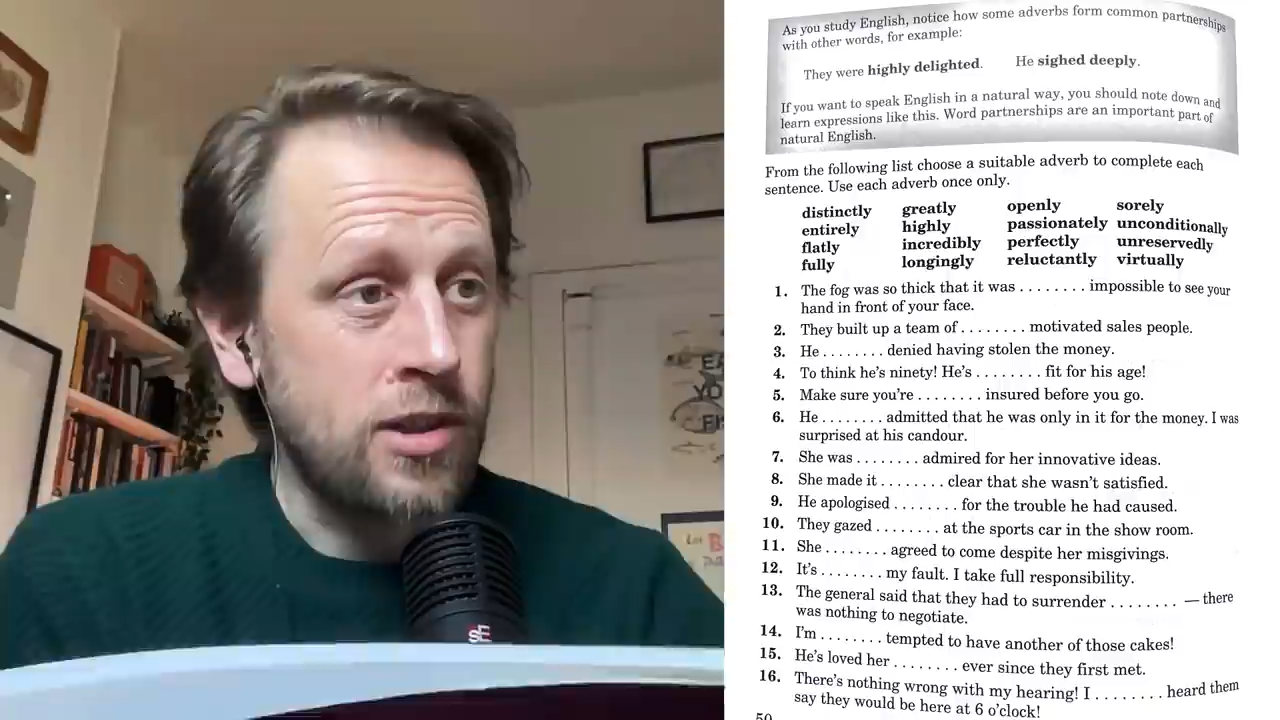 As you study English, notice how some adverbs form common partnerships
with other words, for example:
They were highly delighted. He sighed deeply.
If you want to speak English in a natural way, you should note down and
learn expressions like this. Word partnerships are an important part of
natural English.
From the following list choose a suitable adverb to complete each
sentence. Use each adverb once only.
distinctly greatly openly sorely
entirely highly passionately unconditionally
flatly incredibly perfectly unreservedly
fully longingly reluctantly virtually
1. The fog was so thick that it was ........ impossible to see your
hand in front of your face.
2. They built up a team of ........ motivated sales people.
3. He ........ denied having stolen the money.
4. To think he's ninety! He's ........ fit for his age!
5. Make sure you're ........ insured before you go.
6. He ........ admitted that he was only in it for the money. I was
surprised at his candour.
7. She was ........ admired for her innovative ideas.
8. She made it ........ clear that she wasn't satisfied.
9. He apologised ........ for the trouble he had caused.
10. They gazed ........ at the sports car in the show room.
11. She ........ agreed to come despite her misgivings.
12. It's ........ my fault. I take full responsibility.
13. The general said that they had to surrender ........ — there
was nothing to negotiate.
14. I'm ........ tempted to have another of those cakes!
15. He's loved her ........ ever since they first met.
16. There's nothing wrong with my hearing! I ........ heard them
say they would be here at 6 o'clock!
50
sE